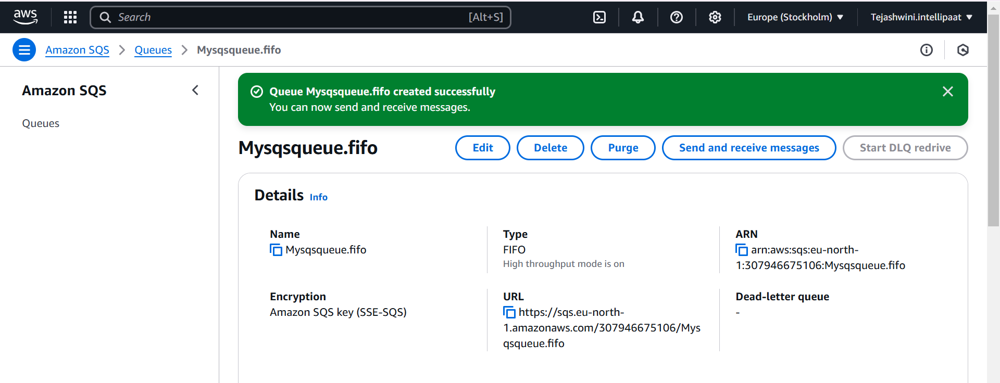 aws
Search
[Alt+S]
Europe (Stockholm)
Tejashwini.intellipaat
Amazon SQS
Queues
Mysqsqueue.fifo
Amazon SQS
Queues
Queue Mysqsqueue.fifo created successfully
You can now send and receive messages.
Mysqsqueue.fifo
Edit
Delete
Purge
Send and receive messages
Start DLQ redrive
Details Info
Name
Mysqsqueue.fifo
Type
FIFO
High throughput mode is on
ARN
arn:aws:sqs:eu-north-
1:307946675106:Mysqsqueue.fifo
Encryption
Amazon SQS key (SSE-SQS)
URL
https://sqs.eu-north-
1.amazonaws.com/307946675106/Mys
qsqueue.fifo
Dead-letter queue
-